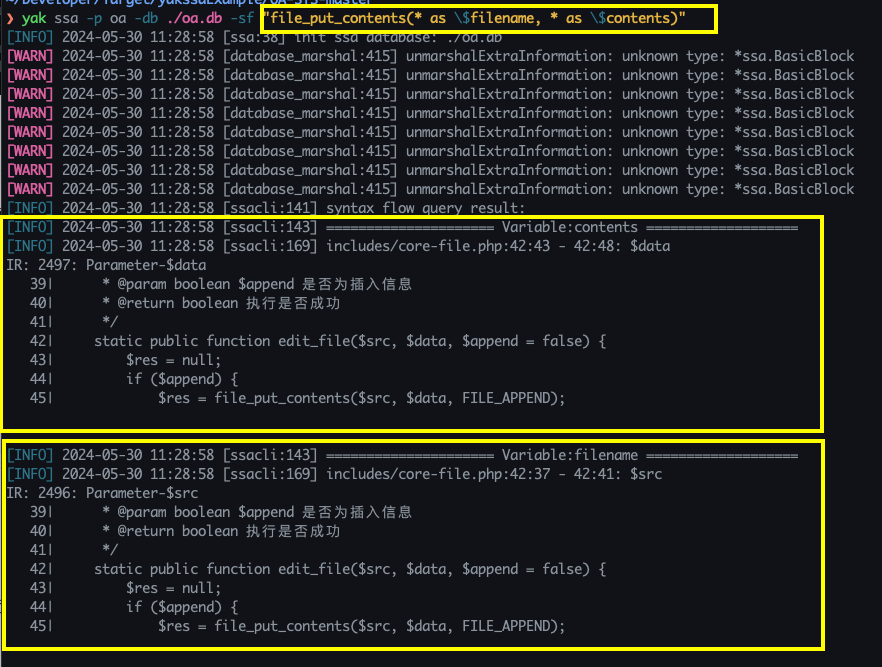 ~/Developer/Target/yakssaExample/OA-SYS-master
❯ yak ssa -p oa -db ./oa.db -sf "file_put_contents(* as \$filename, * as \$contents)"
[INFO] 2024-05-30 11:28:58 [ssa:38] init ssa database: ./oa.db
[WARN] 2024-05-30 11:28:58 [database_marshal:415] unmarshalExtraInformation: unknown type: *ssa.BasicBlock
[WARN] 2024-05-30 11:28:58 [database_marshal:415] unmarshalExtraInformation: unknown type: *ssa.BasicBlock
[WARN] 2024-05-30 11:28:58 [database_marshal:415] unmarshalExtraInformation: unknown type: *ssa.BasicBlock
[WARN] 2024-05-30 11:28:58 [database_marshal:415] unmarshalExtraInformation: unknown type: *ssa.BasicBlock
[WARN] 2024-05-30 11:28:58 [database_marshal:415] unmarshalExtraInformation: unknown type: *ssa.BasicBlock
[WARN] 2024-05-30 11:28:58 [database_marshal:415] unmarshalExtraInformation: unknown type: *ssa.BasicBlock
[WARN] 2024-05-30 11:28:58 [database_marshal:415] unmarshalExtraInformation: unknown type: *ssa.BasicBlock
[WARN] 2024-05-30 11:28:58 [database_marshal:415] unmarshalExtraInformation: unknown type: *ssa.BasicBlock
[INFO] 2024-05-30 11:28:58 [ssacli:141] syntax flow query result:
[INFO] 2024-05-30 11:28:58 [ssacli:143] ===================== Variable:contents ===================
[INFO] 2024-05-30 11:28:58 [ssacli:169] includes/core-file.php:42:43 - 42:48: $data
IR: 2497: Parameter-$data
39| * @param boolean $append 是否为插入信息
40| * @return boolean 执行是否成功
41| */
42| static public function edit_file($src, $data, $append = false) {
43| $res = null;
44| if ($append) {
45| $res = file_put_contents($src, $data, FILE_APPEND);
[INFO] 2024-05-30 11:28:58 [ssacli:143] ===================== Variable:filename ===================
[INFO] 2024-05-30 11:28:58 [ssacli:169] includes/core-file.php:42:37 - 42:41: $src
IR: 2496: Parameter-$src
39| * @param boolean $append 是否为插入信息
40| * @return boolean 执行是否成功
41| */
42| static public function edit_file($src, $data, $append = false) {
43| $res = null;
44| if ($append) {
45| $res = file_put_contents($src, $data, FILE_APPEND);